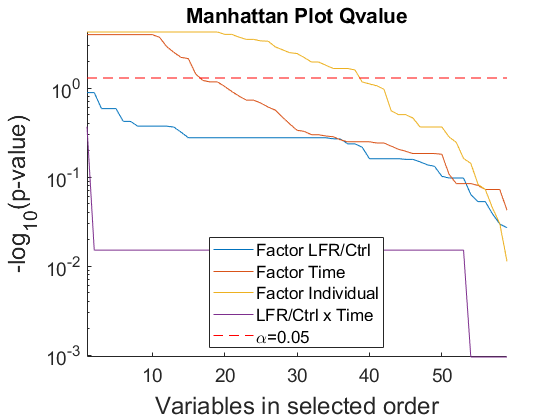 Manhattan Plot Qvalue
-log10(p-value)
10^0
10^-1
10^-2
10^-3
Factor LFR/Ctrl
Factor Time
Factor Individual
LFR/Ctrl x Time
α=0.05
10 20 30 40 50
Variables in selected order